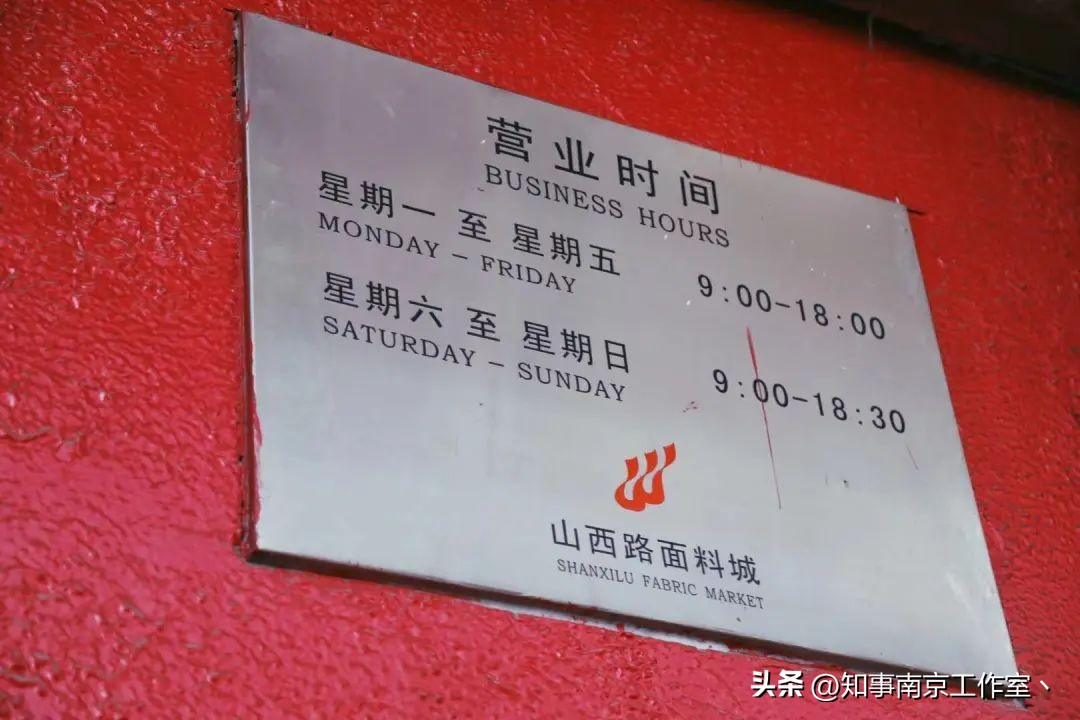 营业时间
BUSINESS HOURS
星期一 至 星期五 9:00-18:00
MONDAY - FRIDAY
星期六 至 星期日 9:00-18:30
SATURDAY - SUNDAY
山西路面料城
SHANXILU FABRIC MARKET
头条 @知事南京工作室丶